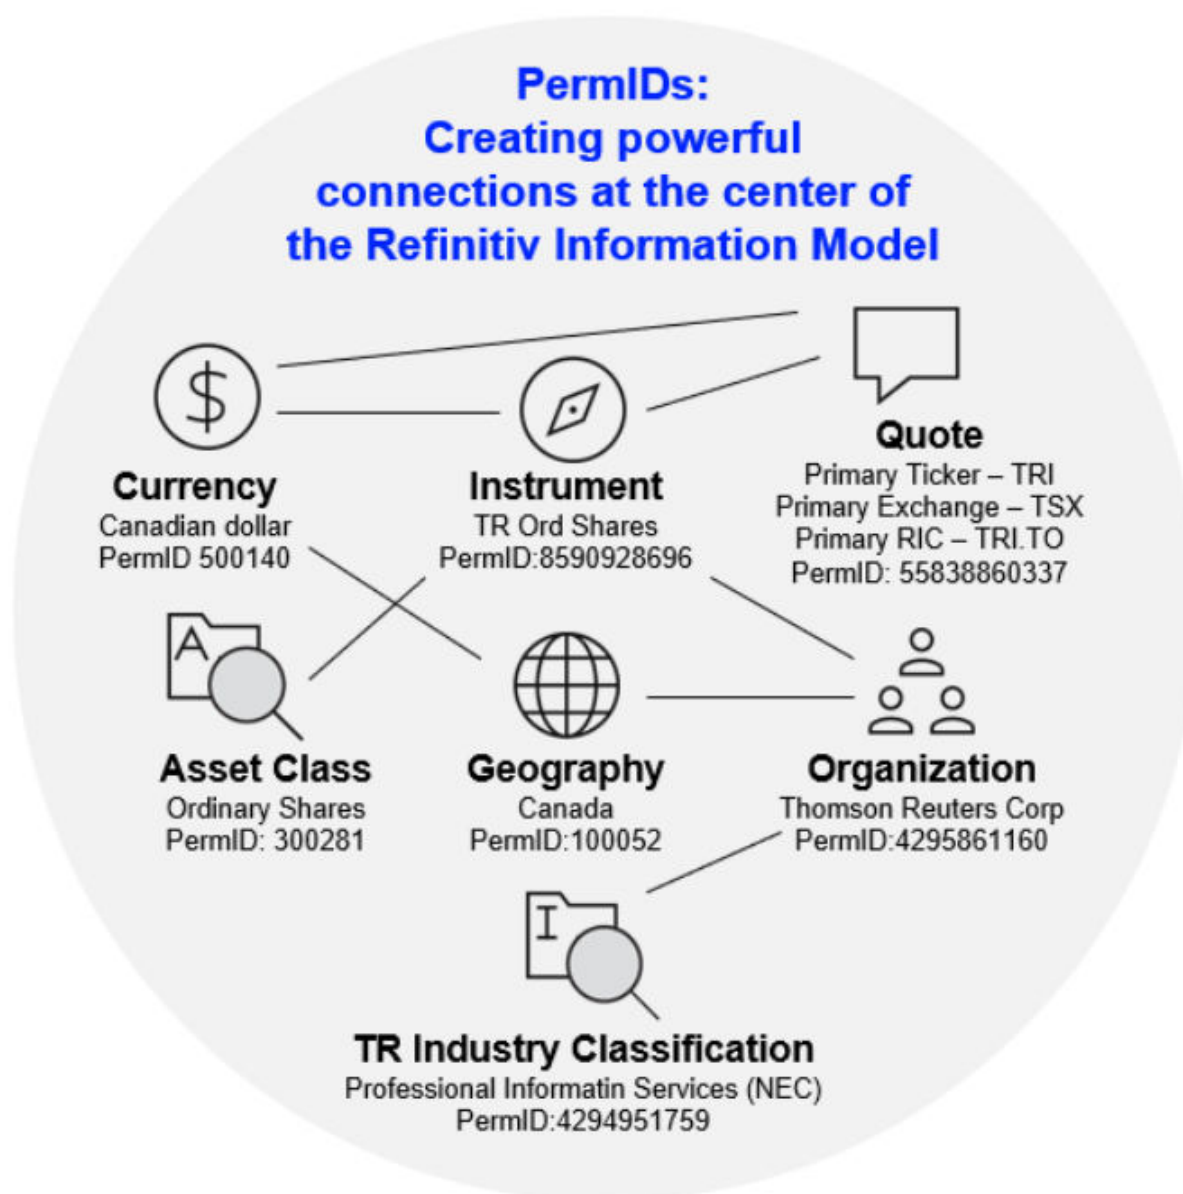 PermIDs:
Creating powerful
connections at the center of
the Refinitiv Information Model
$
Currency
Canadian dollar
PermID 500140
Instrument
TR Ord Shares
PermID:8590928696
Quote
Primary Ticker – TRI
Primary Exchange – TSX
Primary RIC – TRI.TO
PermID: 55838860337
A
Asset Class
Ordinary Shares
PermID: 300281
Geography
Canada
PermID:100052
Organization
Thomson Reuters Corp
PermID:4295861160
I
TR Industry Classification
Professional Informatin Services (NEC)
PermID:4294951759